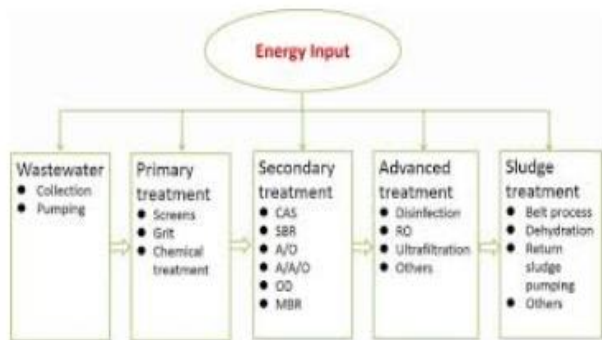 Energy Input
Wastewater
● Collection
● Pumping
Primary
treatment
● Screens
● Grit
● Chemical
treatment
Secondary
treatment
● CAS
● SBR
● A/O
● A/A/O
● OD
● MBR
Advanced
treatment
● Disinfection
● RO
● Ultrafiltration
● Others
Sludge
treatment
● Belt process
● Dehydration
● Return
sludge
pumping
● Others